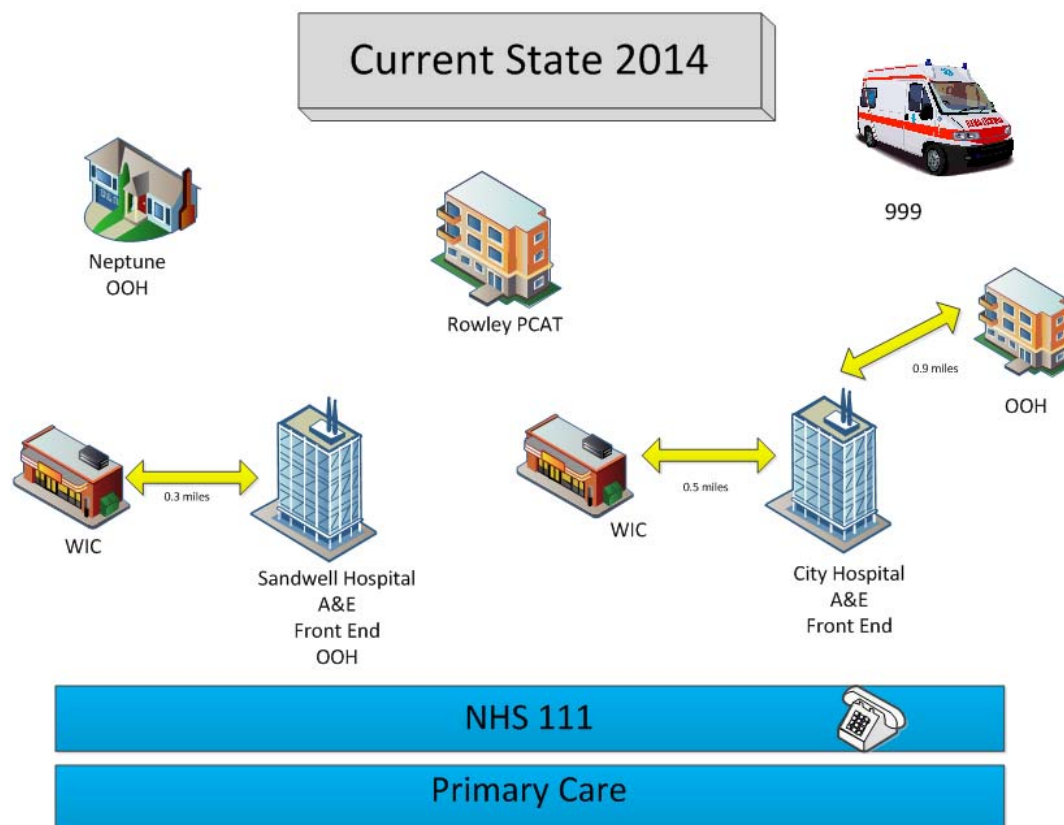 Current State 2014
999
Neptune
OOH
Rowley PCAT
0.9 miles
OOH
0.3 miles
WIC
Sandwell Hospital
A&E
Front End
OOH
0.5 miles
WIC
City Hospital
A&E
Front End
NHS 111
Primary Care